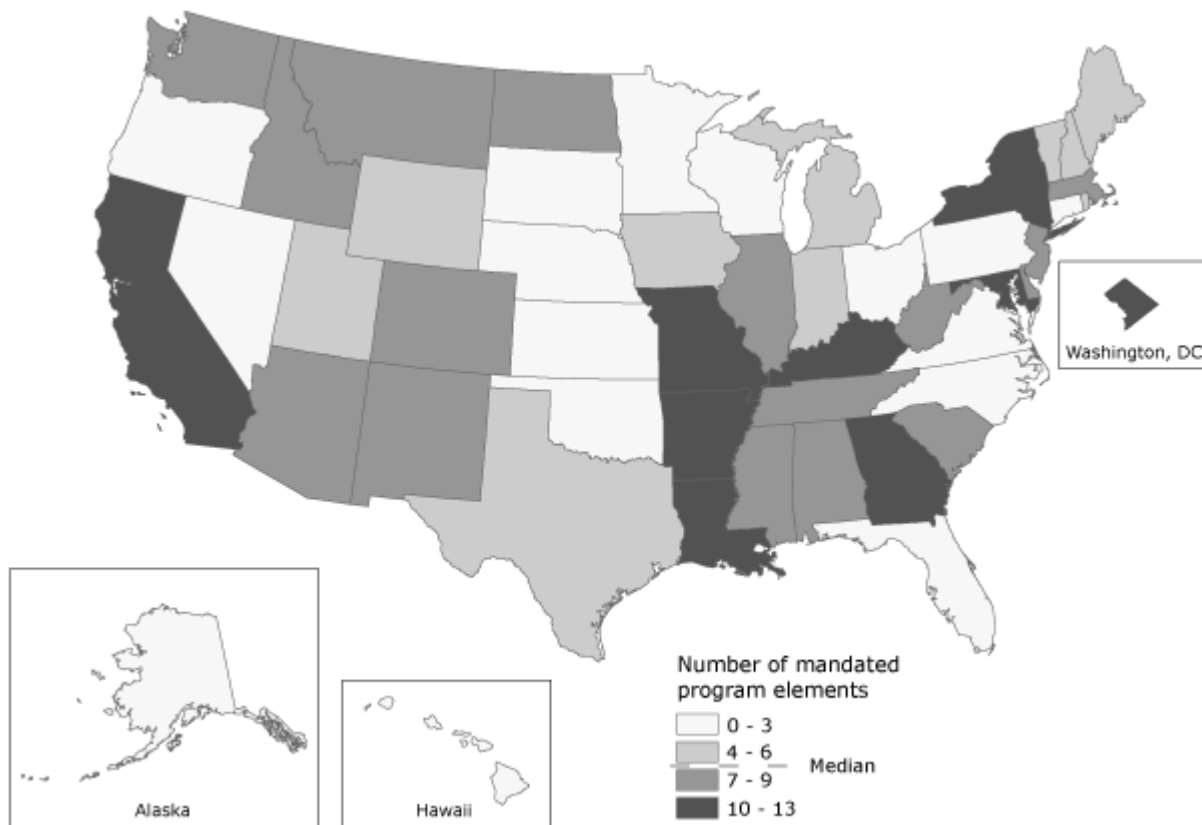 Washington, DC
Number of mandated
program elements
0 - 3
4 - 6
Median
7 - 9
10 - 13
Alaska
Hawaii